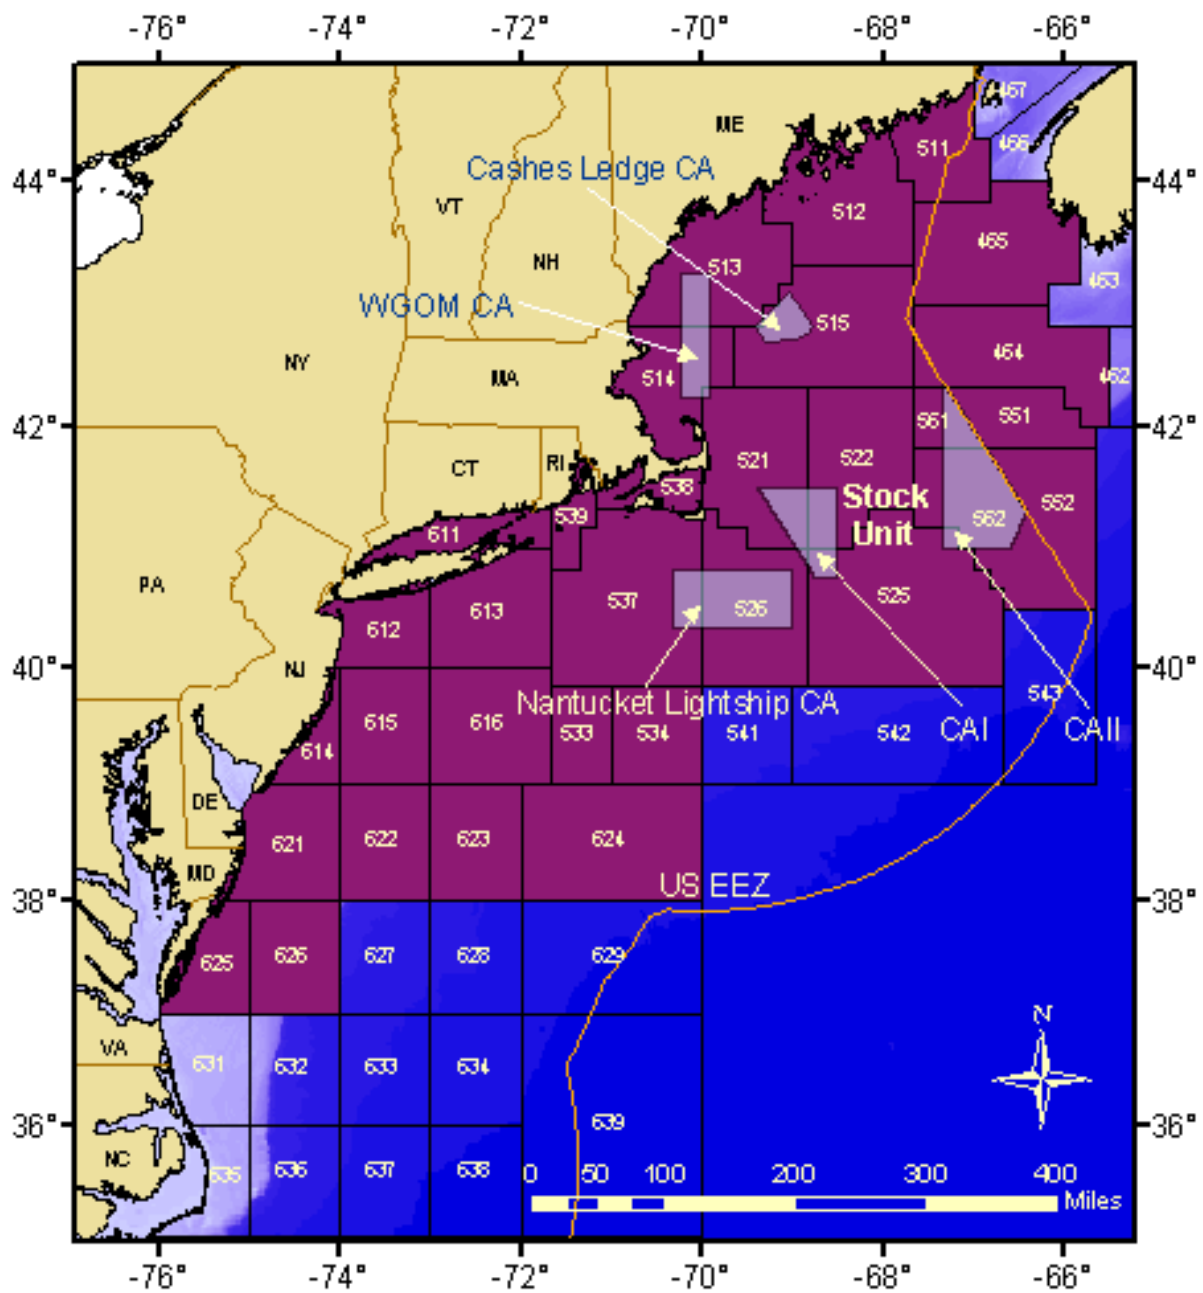 -76° -74° -72° -70° -68° -66°
467
ME
511 466
Cashes Ledge CA
44° 44°
VT 512
465
NH 513
463
WGOM CA
515
464
NY
MA 514 462
561 551
42° 42°
CT RI 521 522
538
Stock
552
539 562
Unit
611
PA
537 526 525
613
612
40° 40°
NJ
543
Nantucket Lightship CA
615 616
533 534 541 542 CAI CAII
614
DE
621 622 623 624
MD
US EEZ
38° 38°
625 626 627 628 629
N
VA
631 632 633 634
36° 639 36°
NC
635 636 637 638
0 50 100 200 300 400
Miles
-76° -74° -72° -70° -68° -66°